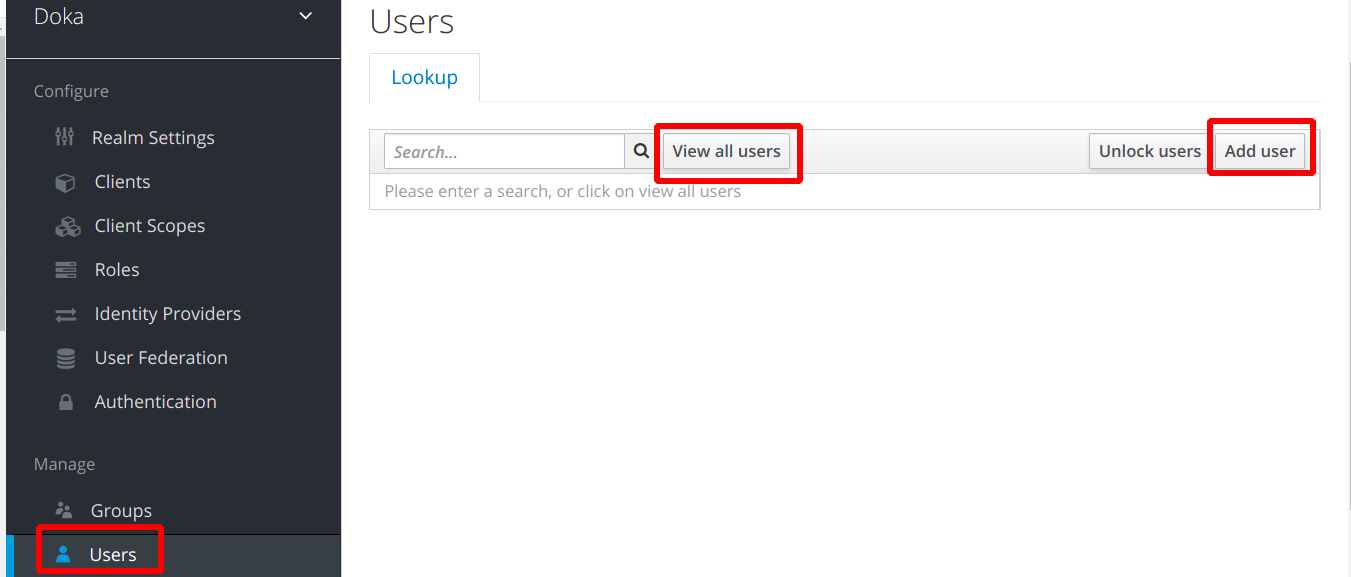 Doka
Configure
Realm Settings
Clients
Client Scopes
Roles
Identity Providers
User Federation
Authentication
Manage
Groups
Users
Users
Lookup
Search... View all users Unlock users Add user
Please enter a search, or click on view all users